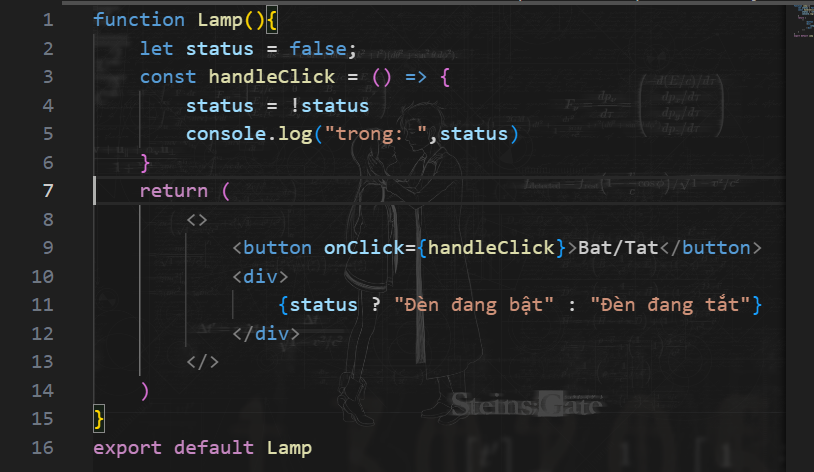 1 function Lamp(){
2 let status = false;
3 const handleClick = () => {
4 status = !status
5 console.log("trong: ",status)
6 }
7 return (
8 <>
9 <button onClick={handleClick}>Bat/Tat</button>
10 <div>
11 {status ? "Đèn đang bật" : "Đèn đang tắt"}
12 </div>
13 </>
14 )
15 }
16 export default Lamp
Steins;Gate